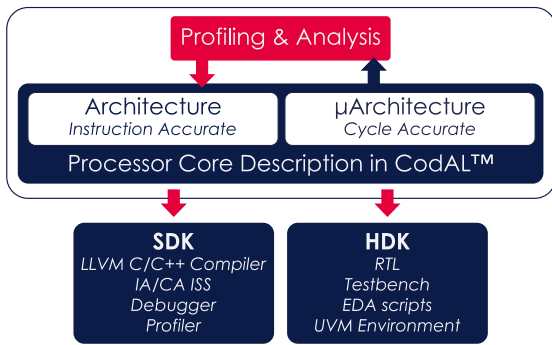 Profiling & Analysis
Architecture
Instruction Accurate
µArchitecture
Cycle Accurate
Processor Core Description in CodAL™
SDK
LLVM C/C++ Compiler
IA/CA ISS
Debugger
Profiler
HDK
RTL
Testbench
EDA scripts
UVM Environment